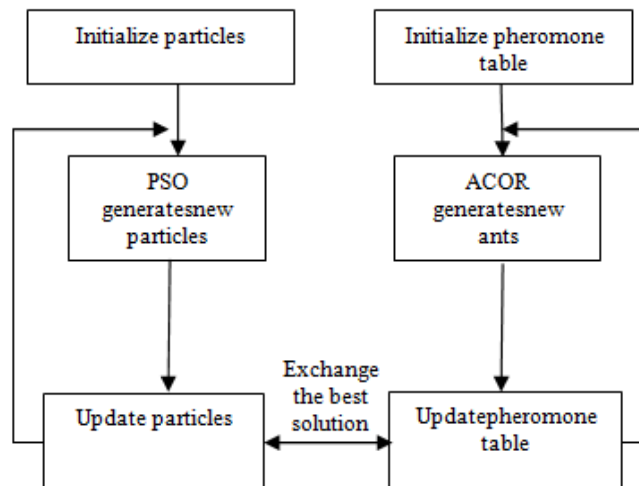 Initialize particles
Initialize pheromone
table
PSO
generatesnew
particles
ACOR
generatesnew
ants
Exchange
the best
solution
Update particles
Updatepheromone
table